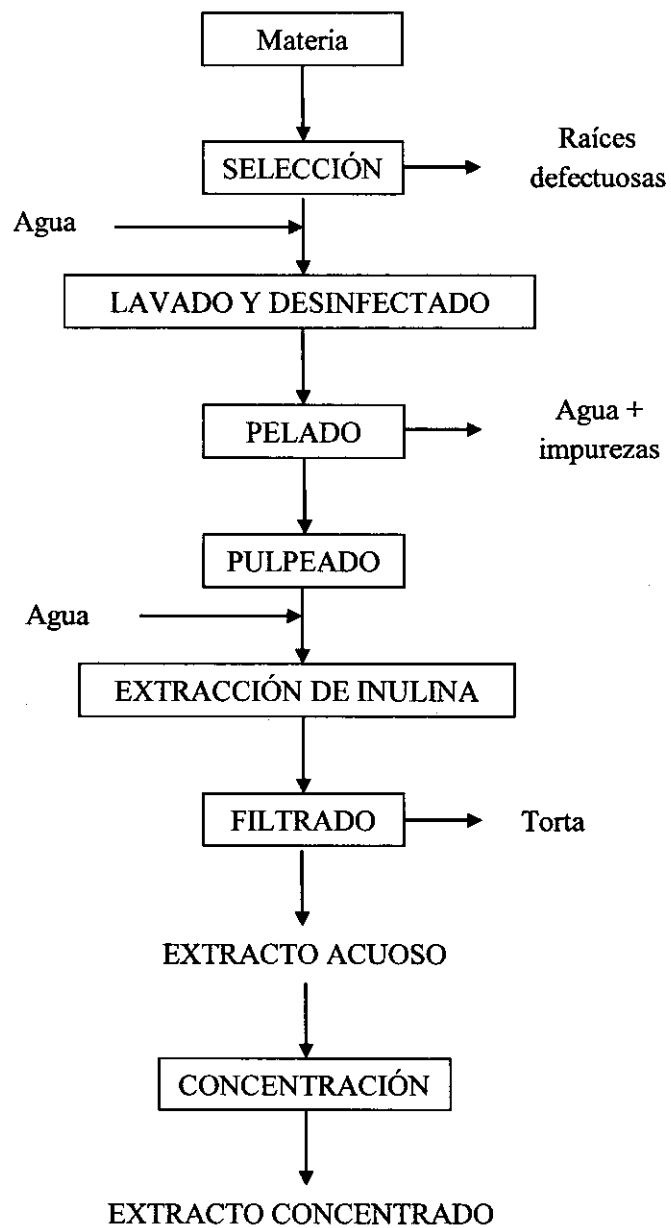 Materia
SELECCIÓN
Raíces
defectuosas
Agua
LAVADO Y DESINFECTADO
PELADO
Agua +
impurezas
PULPEADO
Agua
EXTRACCIÓN DE INULINA
FILTRADO
Torta
EXTRACTO ACUOSO
CONCENTRACIÓN
EXTRACTO CONCENTRADO